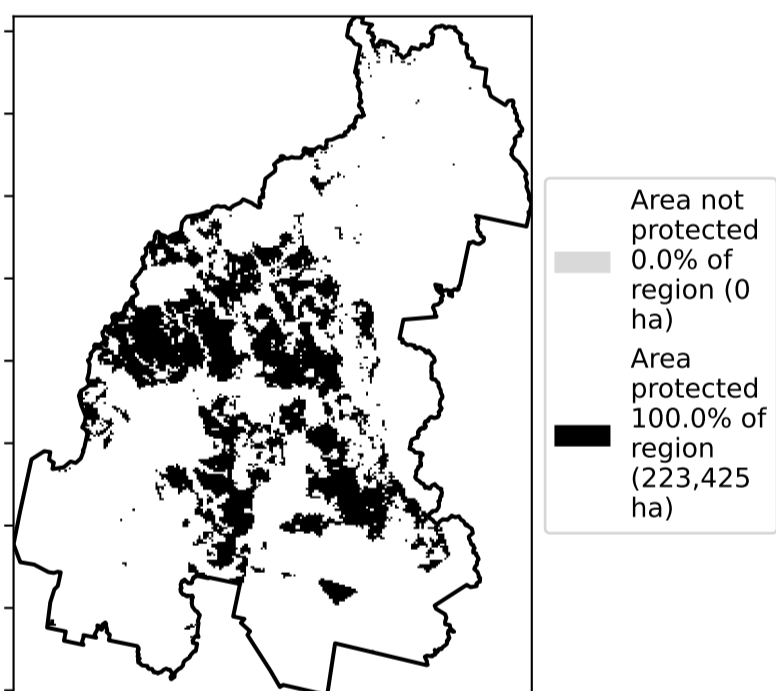 Area not
protected
0.0% of
region (0
ha)
Area
protected
100.0% of
region
(223,425
ha)